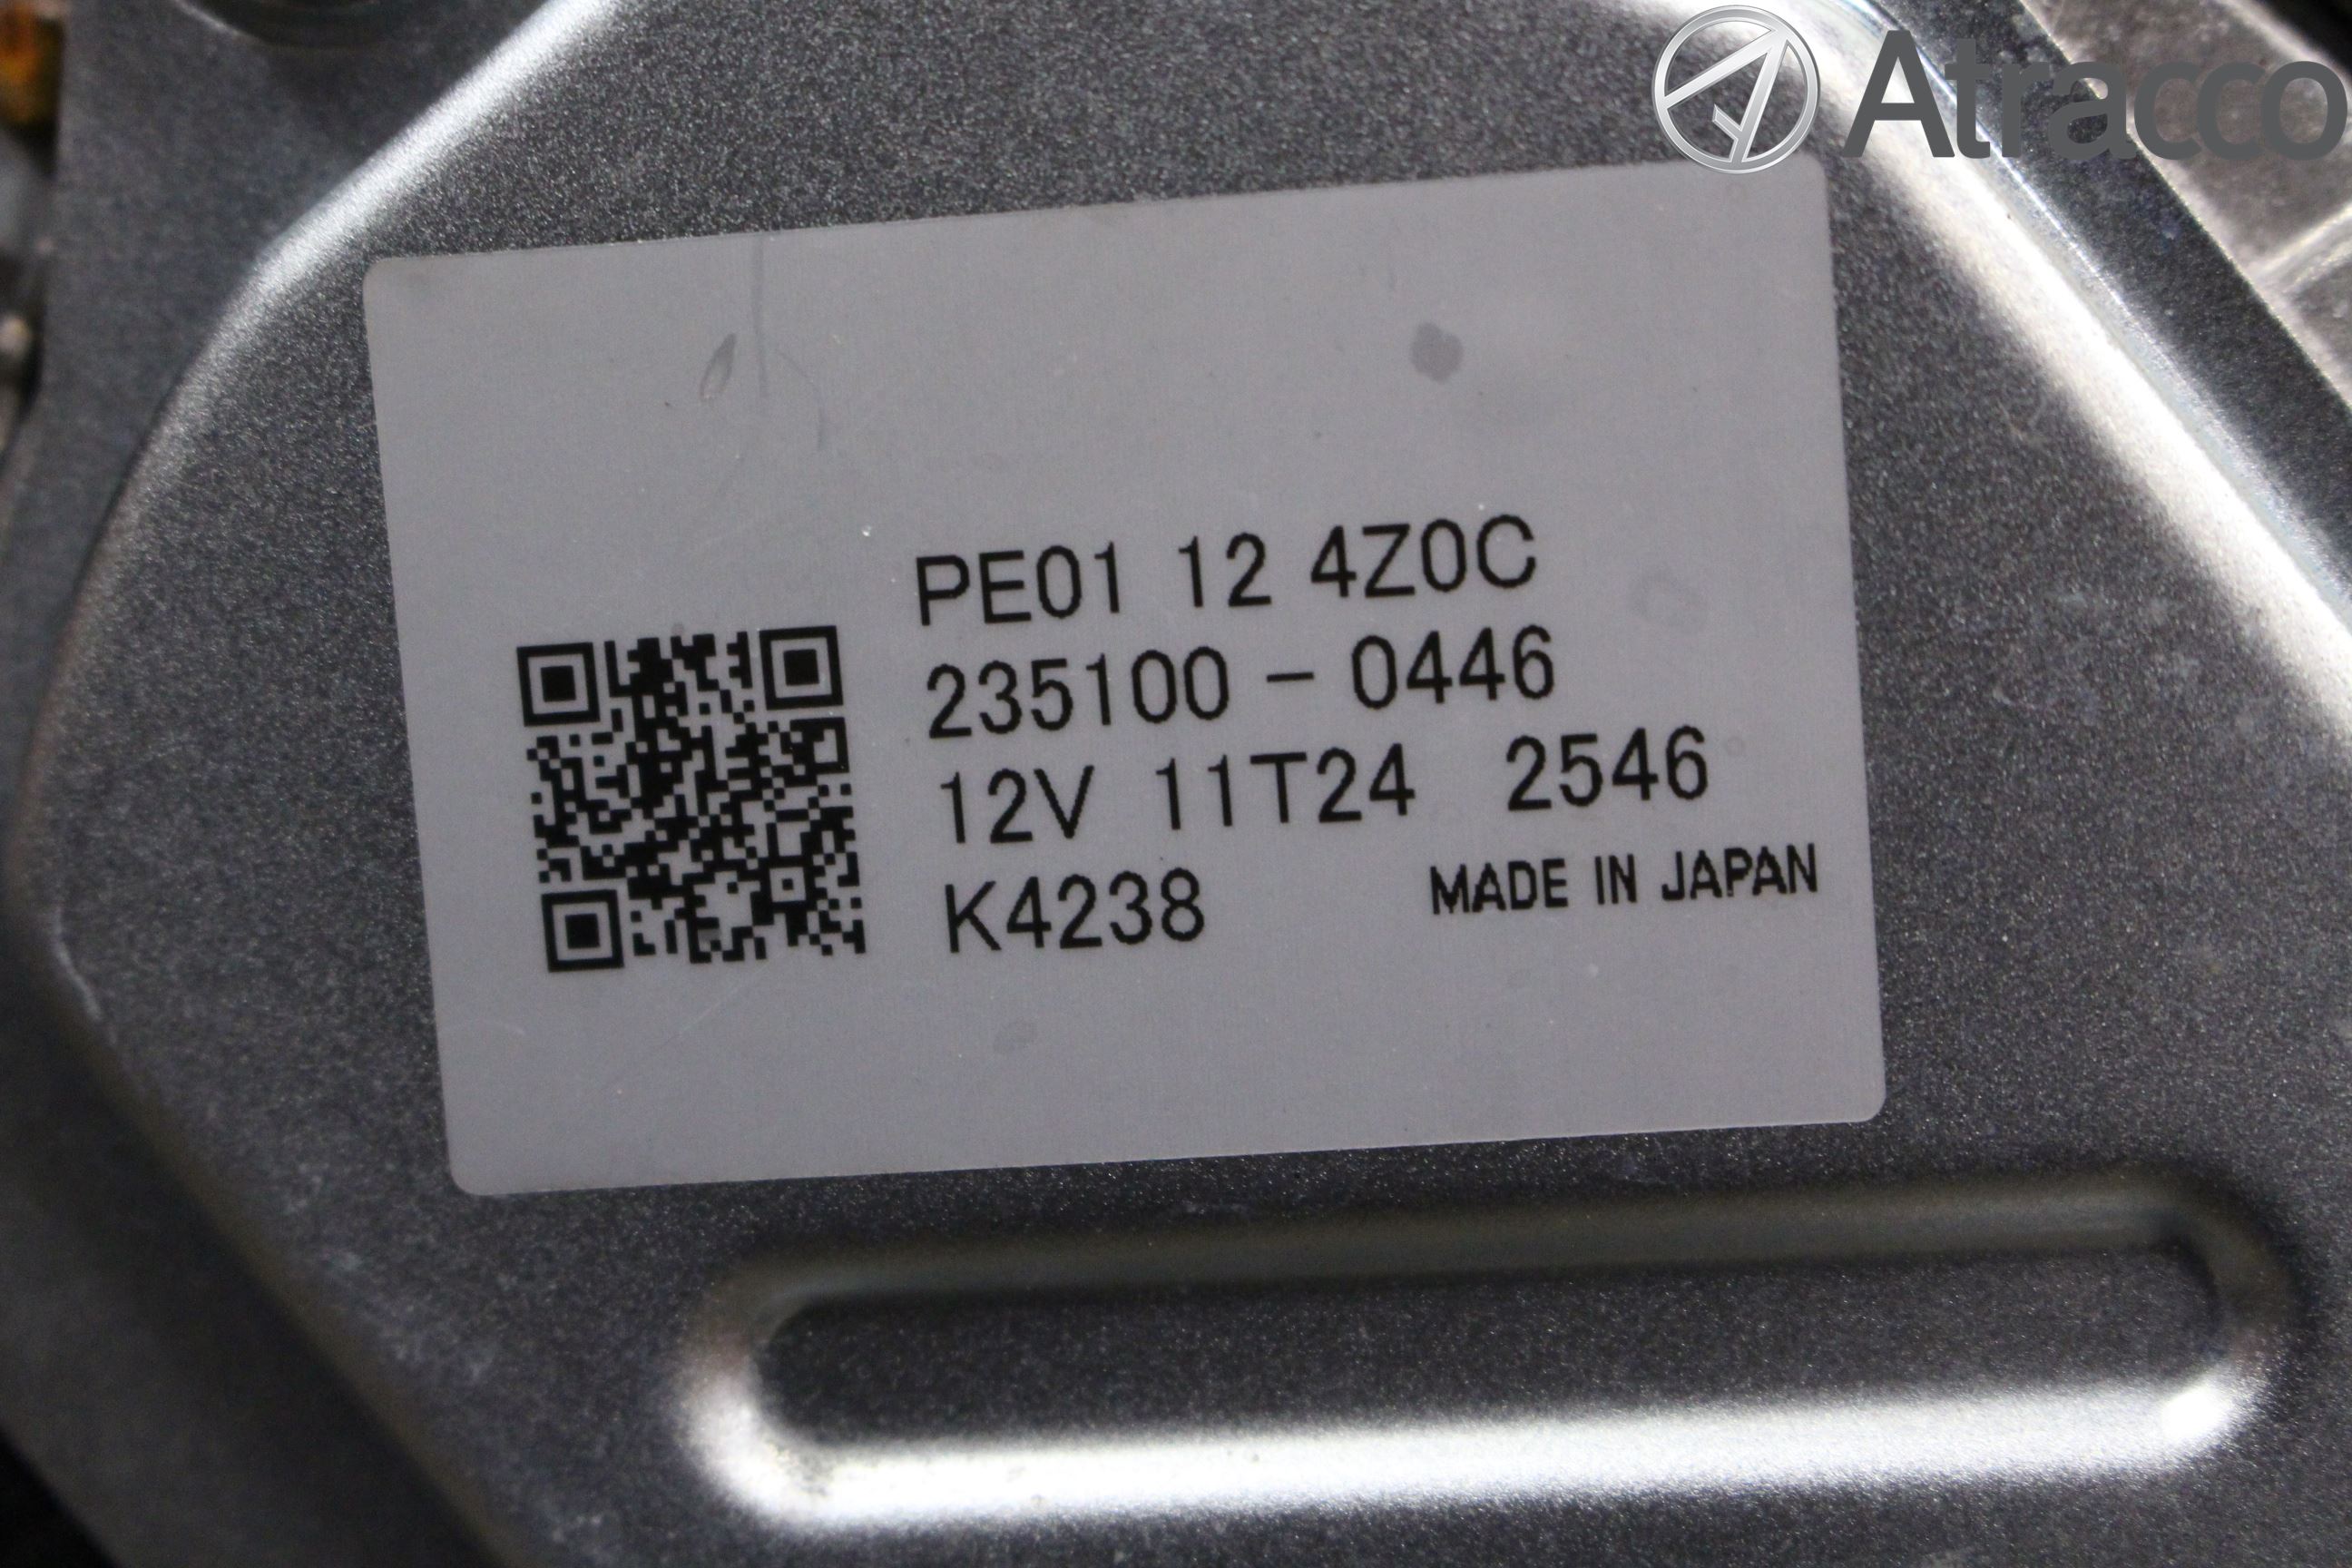 Atracco
PE01 12 4Z0C
235100-0446
12V 11T24 2546
K4238 MADE IN JAPAN